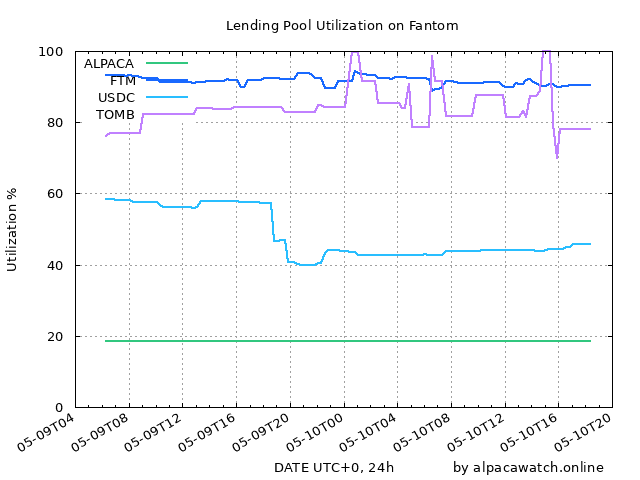 Lending Pool Utilization on Fantom
100
80
60
40
20
0
Utilization %
ALPACA
FTM
USDC
TOMB
05-09T04
05-09T08
05-09T12
05-09T16
05-09T20
05-10T00
05-10T04
05-10T08
05-10T12
05-10T16
05-10T20
DATE UTC+0, 24h
by alpacawatch.online